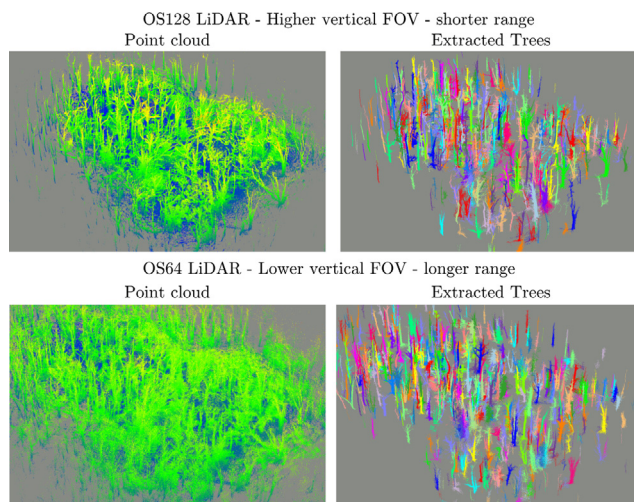 OS128 LiDAR - Higher vertical FOV - shorter range
Point cloud
Extracted Trees
OS64 LiDAR - Lower vertical FOV - longer range
Point cloud
Extracted Trees